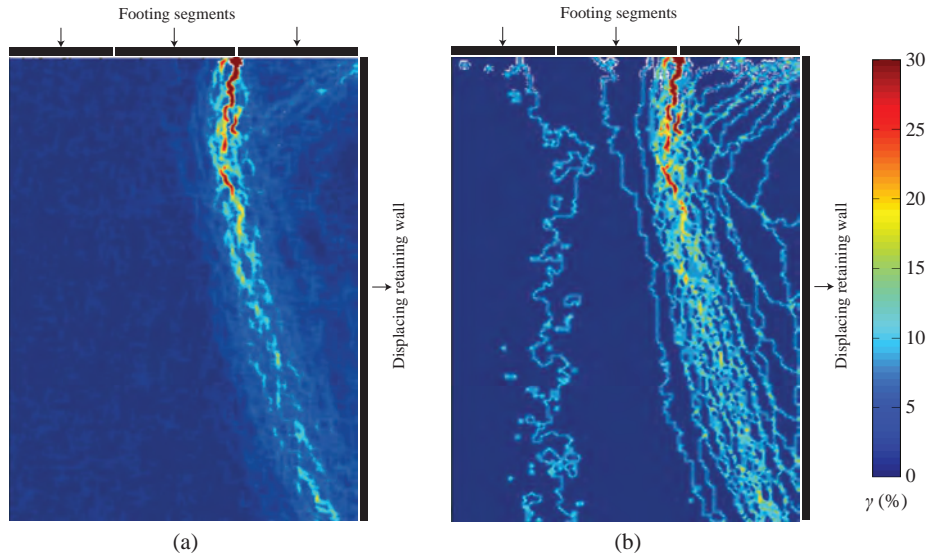 Footing segments
Displacing retaining wall
(a)
Footing segments
Displacing retaining wall
(b)
30
25
20
15
10
5
0
γ (%)